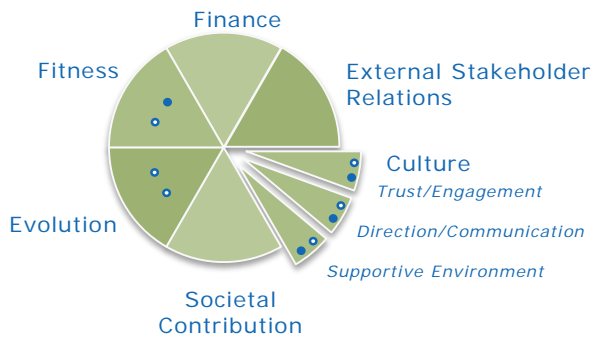 Finance
Fitness
External Stakeholder
Relations
Culture
Trust/Engagement
Evolution
Direction/Communication
Supportive Environment
Societal
Contribution